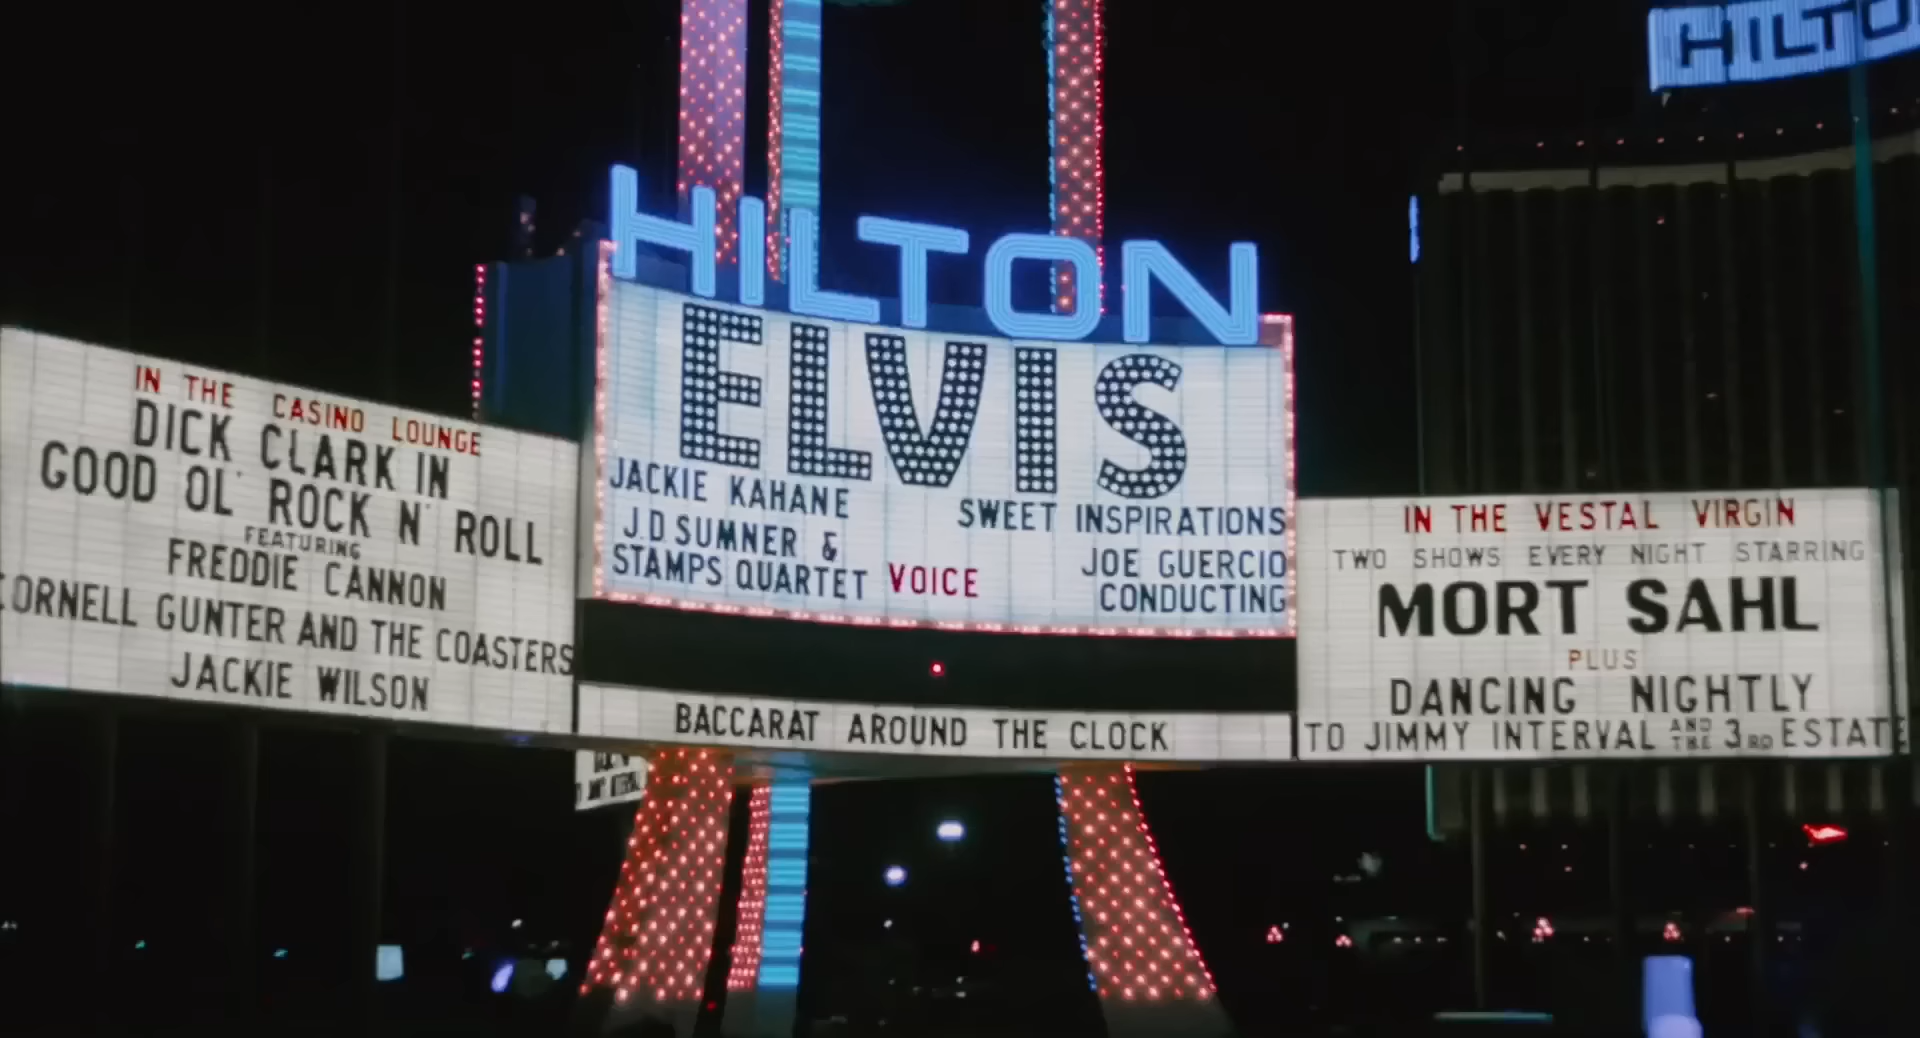 HILTO
HILTON
ELVIS
JACKIE KAHANE
J.D SUMNER &
STAMPS QUARTET
VOICE
SWEET INSPIRATIONS
JOE GUERCIO
CONDUCTING
BACCARAT AROUND THE CLOCK
IN THE CASINO LOUNGE
DICK CLARK IN
GOOD OL' ROCK N' ROLL
FEATURING
FREDDIE CANNON
CORNELL GUNTER AND THE COASTERS
JACKIE WILSON
IN THE VESTAL VIRGIN
TWO SHOWS EVERY NIGHT STARRING
MORT SAHL
PLUS
DANCING NIGHTLY
TO JIMMY INTERVAL AND THE 3RD ESTATE